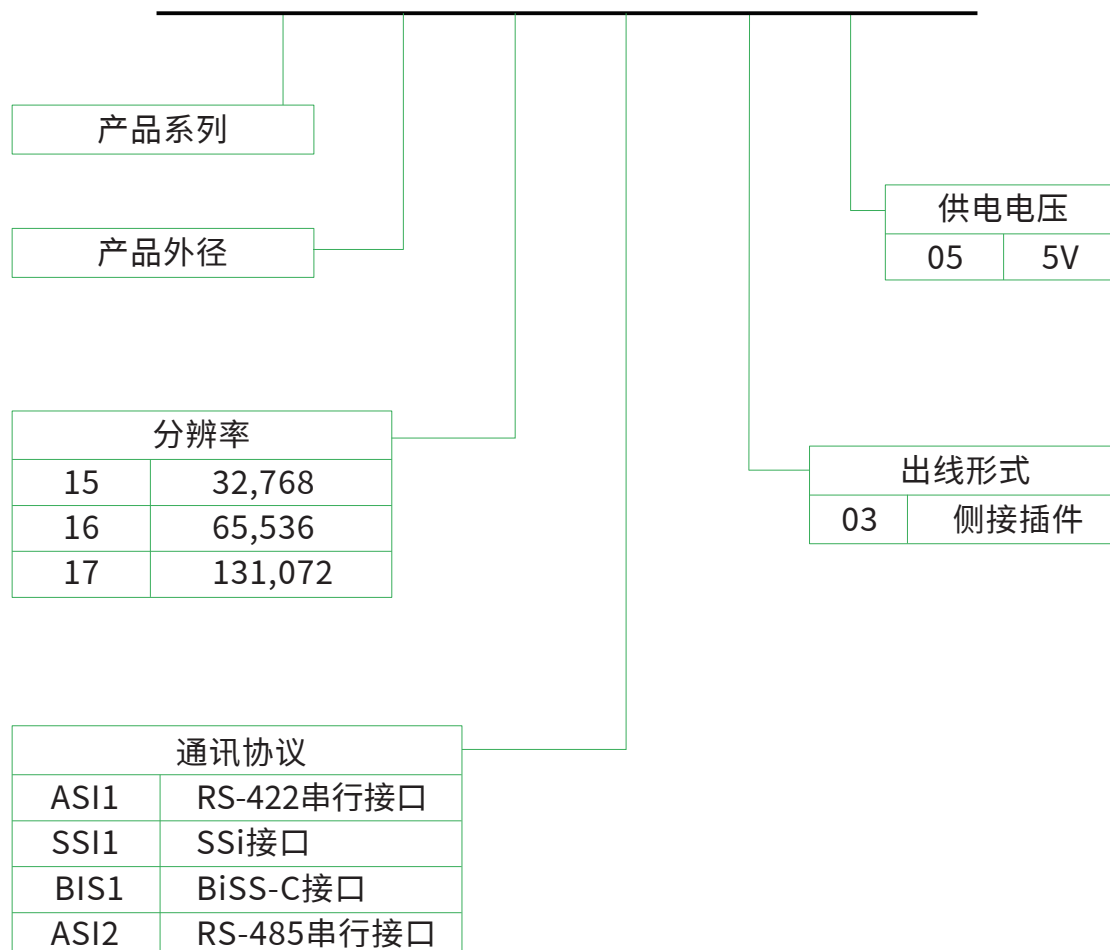 产品系列
产品外径
供电电压
05 5V
分辨率
15 32,768
16 65,536
17 131,072
出线形式
03 侧接插件
通讯协议
ASI1 RS-422串行接口
SSI1 SSi接口
BIS1 BiSS-C接口
ASI2 RS-485串行接口